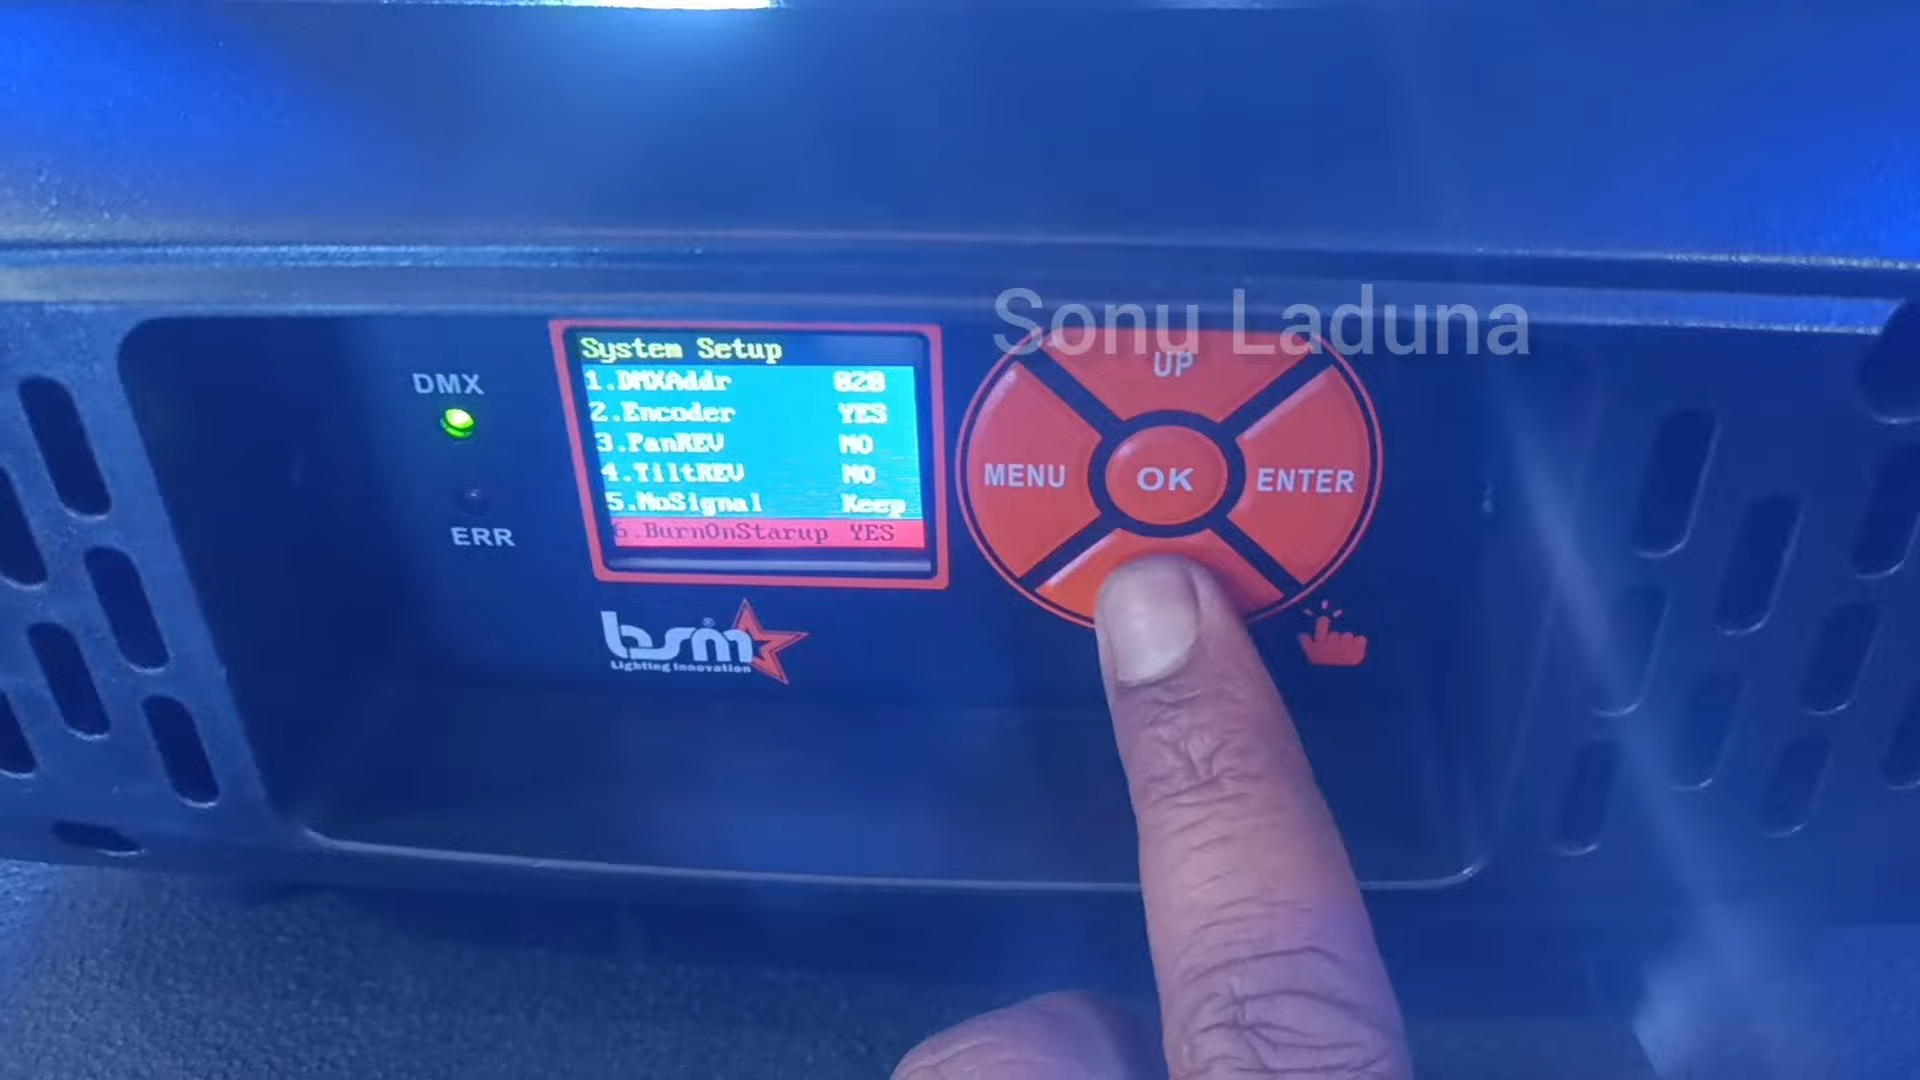 Sonu Laduna
System Setup
1.DMXAddr 020
2.Encoder YES
3.PanREV NO
4.TiltREV NO
5.NoSignal Keep
6.BurnOnStarup YES
DMX
ERR
UP
MENU
OK
ENTER
bsm®
Lighting Innovation